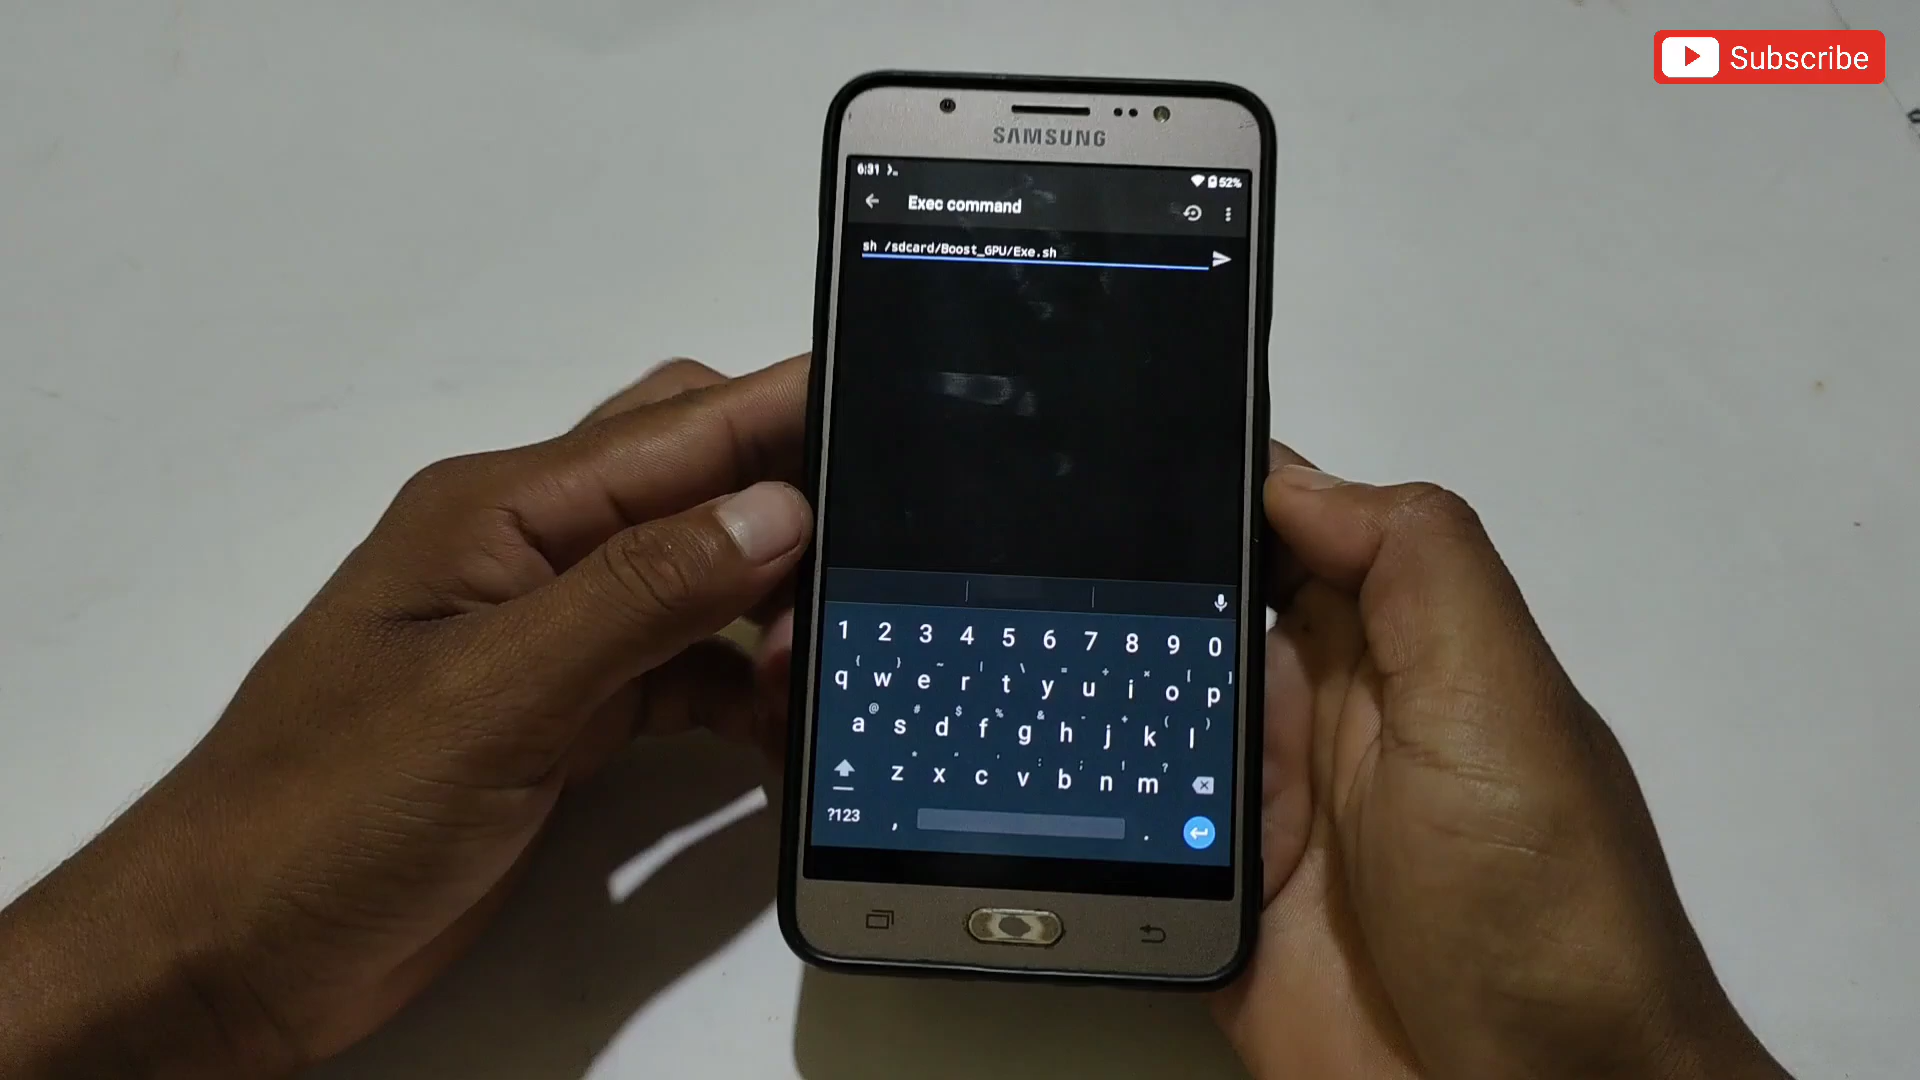 Subscribe
SAMSUNG
6:31 52%
Exec command
sh /sdcard/Boost_GPU/Exe.sh
1 2 3 4 5 6 7 8 9 0
q w e r t y u i o p
a s d f g h j k l
z x c v b n m
?123 , .